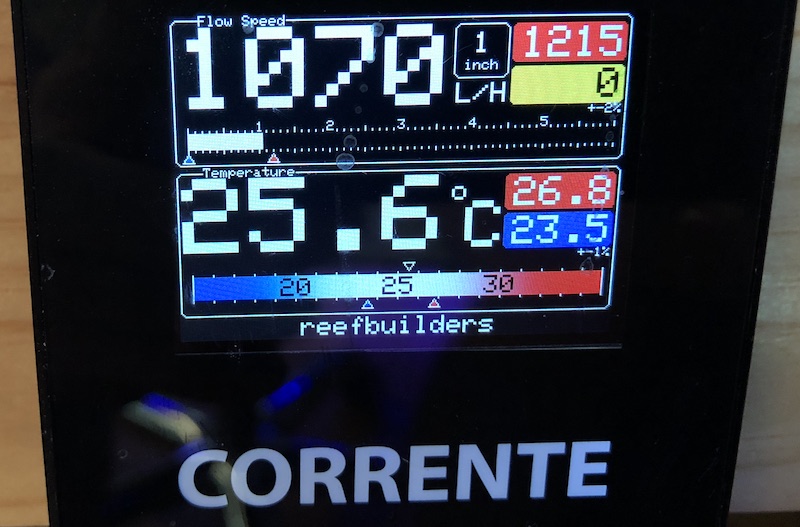 Flow Speed
1070 1 inch L/H 1215
0
+-2%
1 2 3 4 5
Temperature
25.6°C 26.8
23.5
+-1%
20 25 30
reefbuilders
CORRENTE